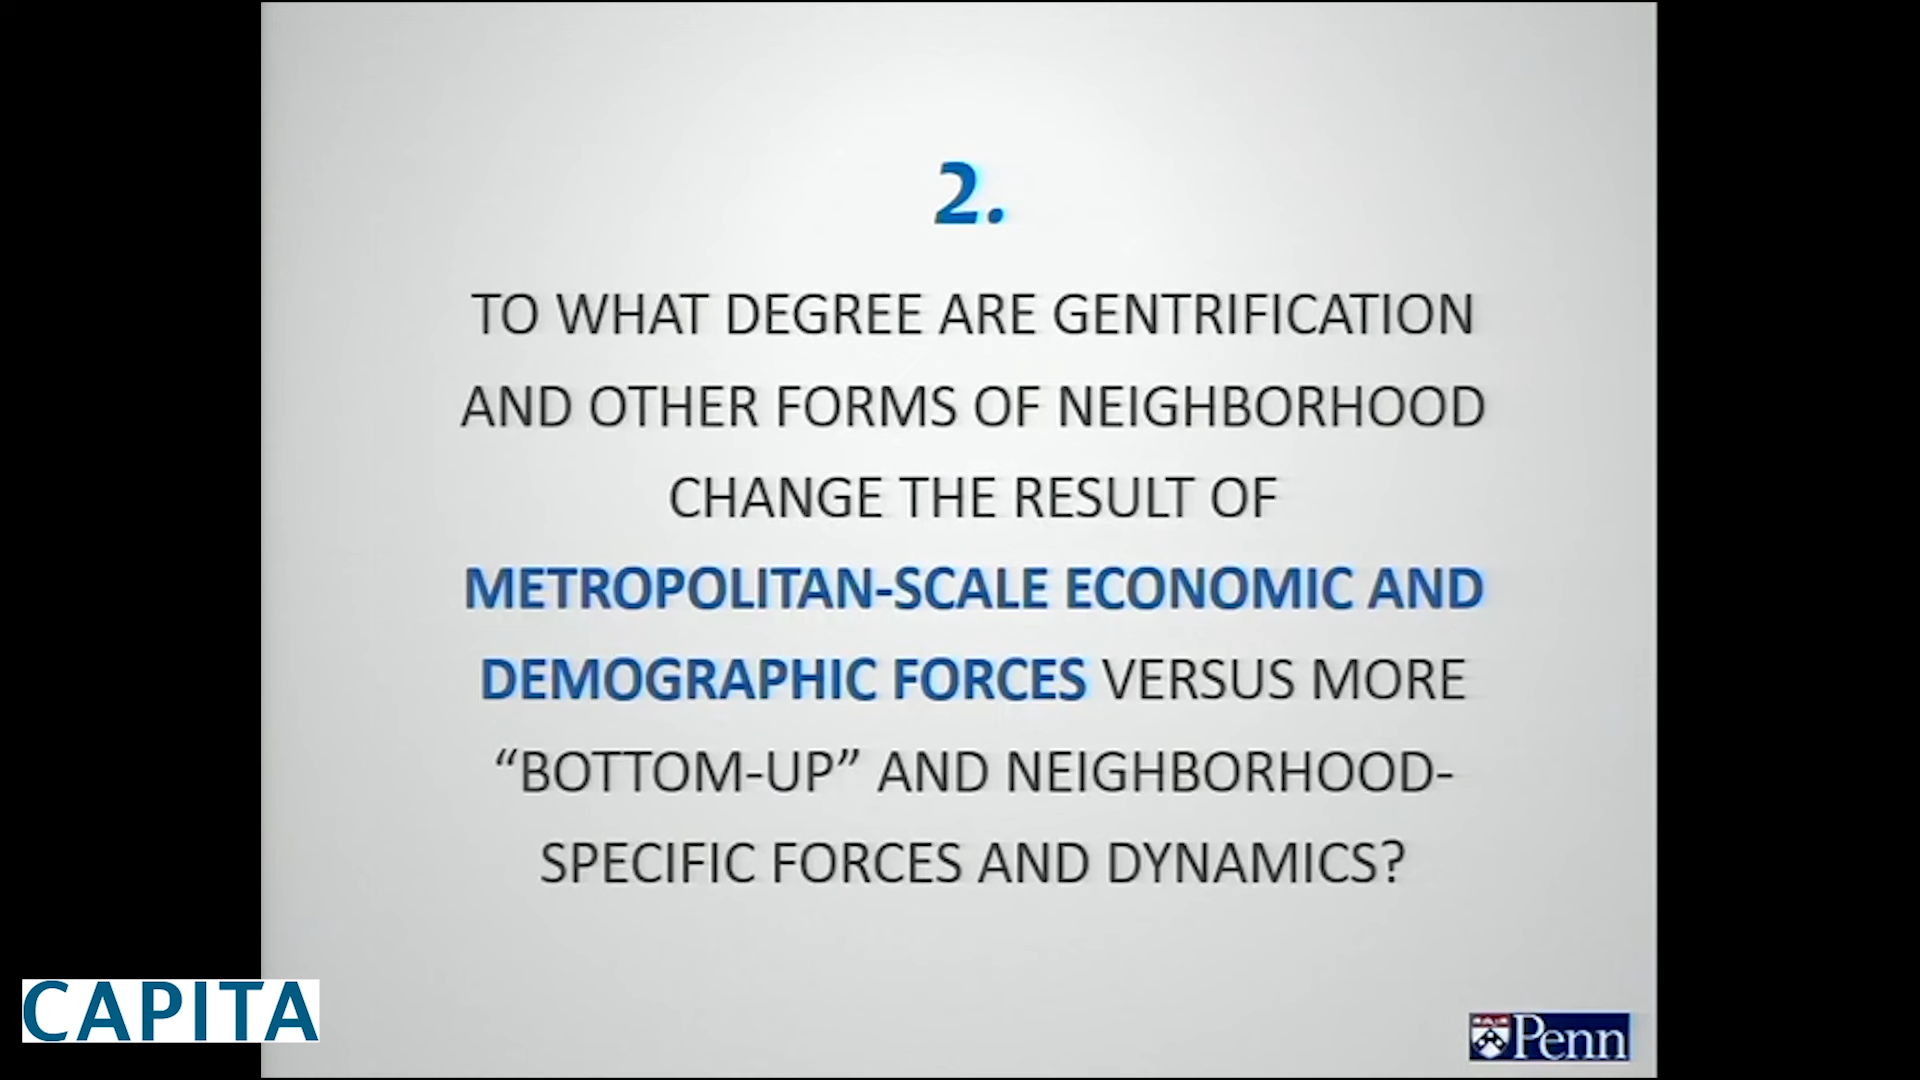 2.
TO WHAT DEGREE ARE GENTRIFICATION
AND OTHER FORMS OF NEIGHBORHOOD
CHANGE THE RESULT OF
METROPOLITAN-SCALE ECONOMIC AND
DEMOGRAPHIC FORCES VERSUS MORE
“BOTTOM-UP” AND NEIGHBORHOOD-
SPECIFIC FORCES AND DYNAMICS?
CAPITA
Penn